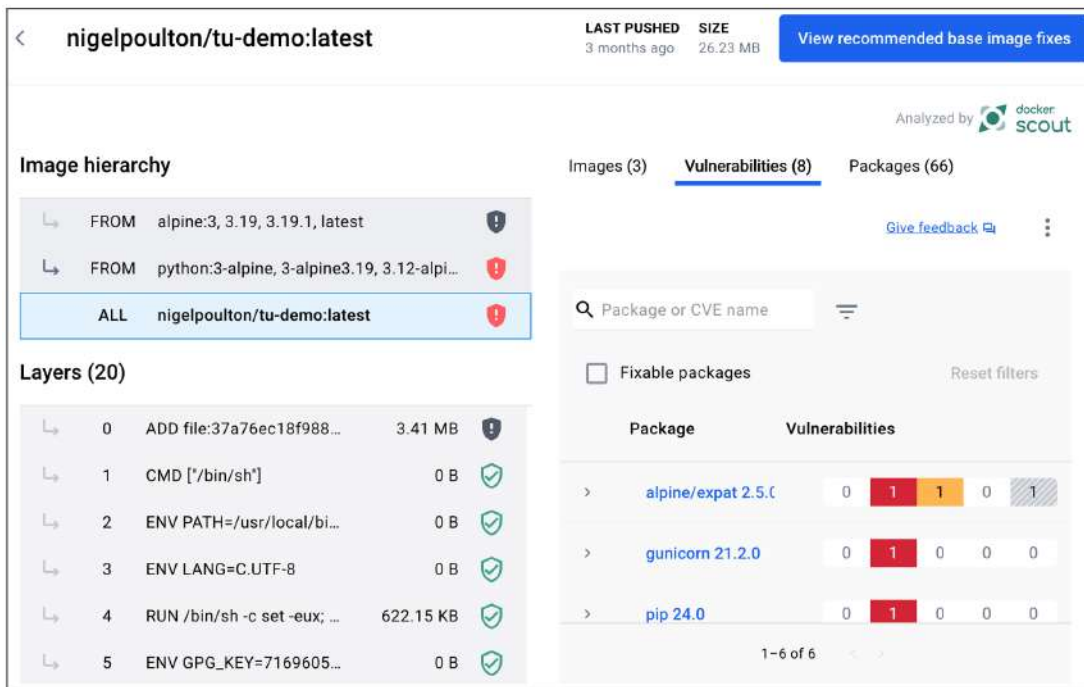 nigelpoulton/tu-demo:latest
LAST PUSHED SIZE
3 months ago 26.23 MB
View recommended base image fixes
Analyzed by docker scout
Image hierarchy
Images (3) Vulnerabilities (8) Packages (66)
FROM alpine:3, 3.19, 3.19.1, latest
Give feedback
FROM python:3-alpine, 3-alpine3.19, 3.12-alpi...
ALL nigelpoulton/tu-demo:latest
Package or CVE name
Layers (20)
Fixable packages Reset filters
0 ADD file:37a76ec18f988... 3.41 MB
Package Vulnerabilities
1 CMD ["/bin/sh"] 0 B
alpine/expat 2.5.0 0 1 1 0 1
2 ENV PATH=/usr/local/bi... 0 B
3 ENV LANG=C.UTF-8 0 B
gunicorn 21.2.0 0 1 0 0 0
4 RUN /bin/sh -c set -eux; ... 622.15 KB
pip 24.0 0 1 0 0 0
5 ENV GPG_KEY=7169605... 0 B
1–6 of 6